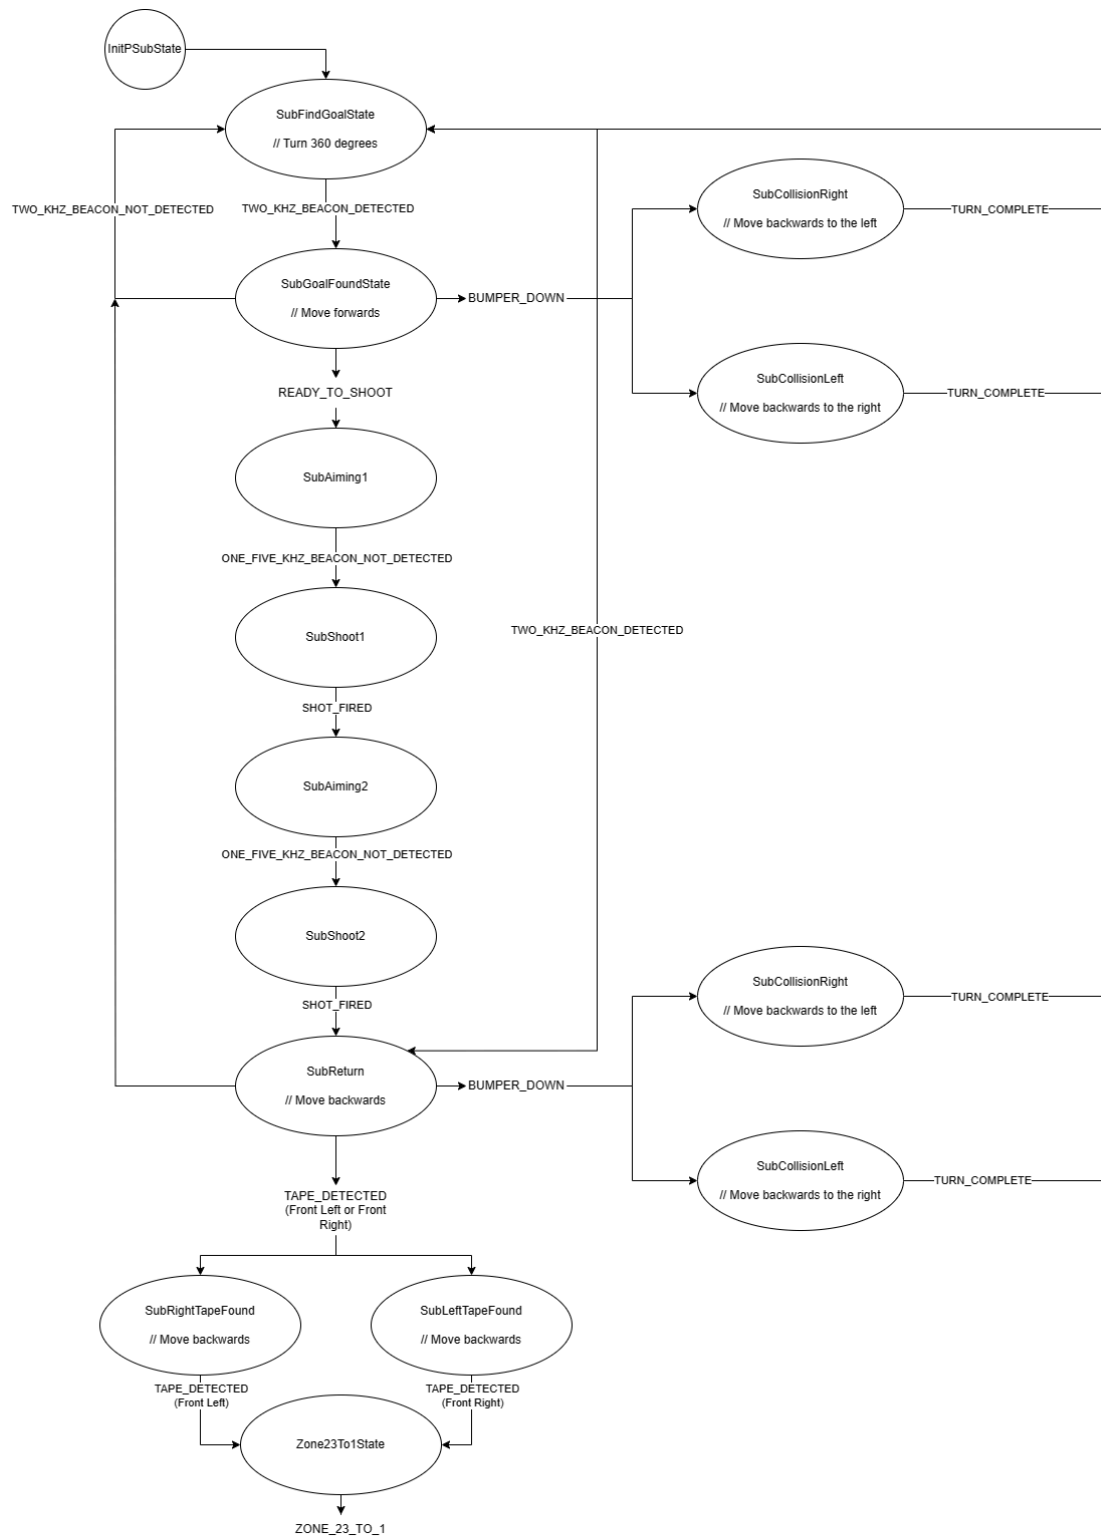 InitPSubState
SubFindGoalState
// Turn 360 degrees
TWO_KHZ_BEACON_NOT_DETECTED
TWO_KHZ_BEACON_DETECTED
SubCollisionRight
// Move backwards to the left
TURN_COMPLETE
SubGoalFoundState
// Move forwards
BUMPER_DOWN
SubCollisionLeft
// Move backwards to the right
TURN_COMPLETE
READY_TO_SHOOT
SubAiming1
ONE_FIVE_KHZ_BEACON_NOT_DETECTED
SubShoot1
TWO_KHZ_BEACON_DETECTED
SHOT_FIRED
SubAiming2
ONE_FIVE_KHZ_BEACON_NOT_DETECTED
SubShoot2
SHOT_FIRED
SubCollisionRight
// Move backwards to the left
TURN_COMPLETE
SubReturn
// Move backwards
BUMPER_DOWN
SubCollisionLeft
// Move backwards to the right
TURN_COMPLETE
TAPE_DETECTED
(Front Left or Front
Right)
SubRightTapeFound
// Move backwards
SubLeftTapeFound
// Move backwards
TAPE_DETECTED
(Front Left)
TAPE_DETECTED
(Front Right)
Zone23To1State
ZONE_23_TO_1